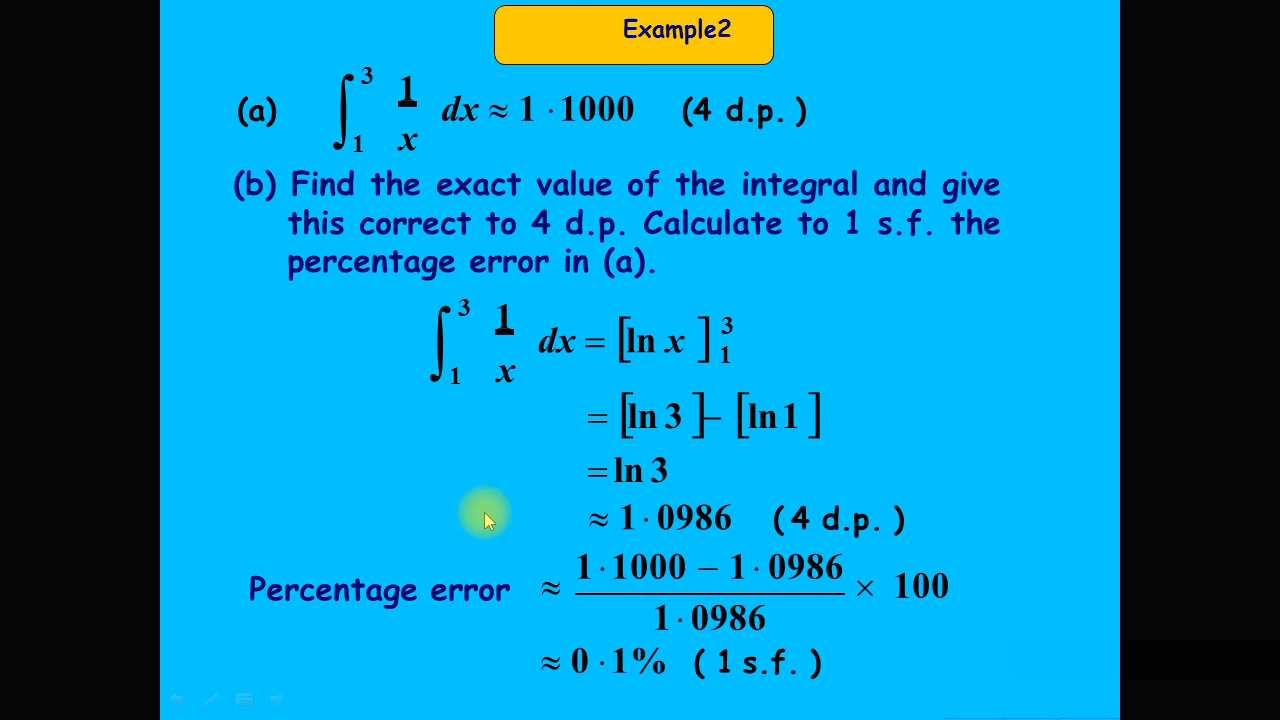 Example2
(a) ∫₁³ 1/x dx ≈ 1·1000 (4 d.p. )
(b) Find the exact value of the integral and give
this correct to 4 d.p. Calculate to 1 s.f. the
percentage error in (a).
∫₁³ 1/x dx = [ln x]₁³
= [ln 3] – [ln 1]
= ln 3
≈ 1·0986 ( 4 d.p. )
Percentage error ≈ (1·1000 – 1·0986)/1·0986 × 100
≈ 0·1% ( 1 s.f. )